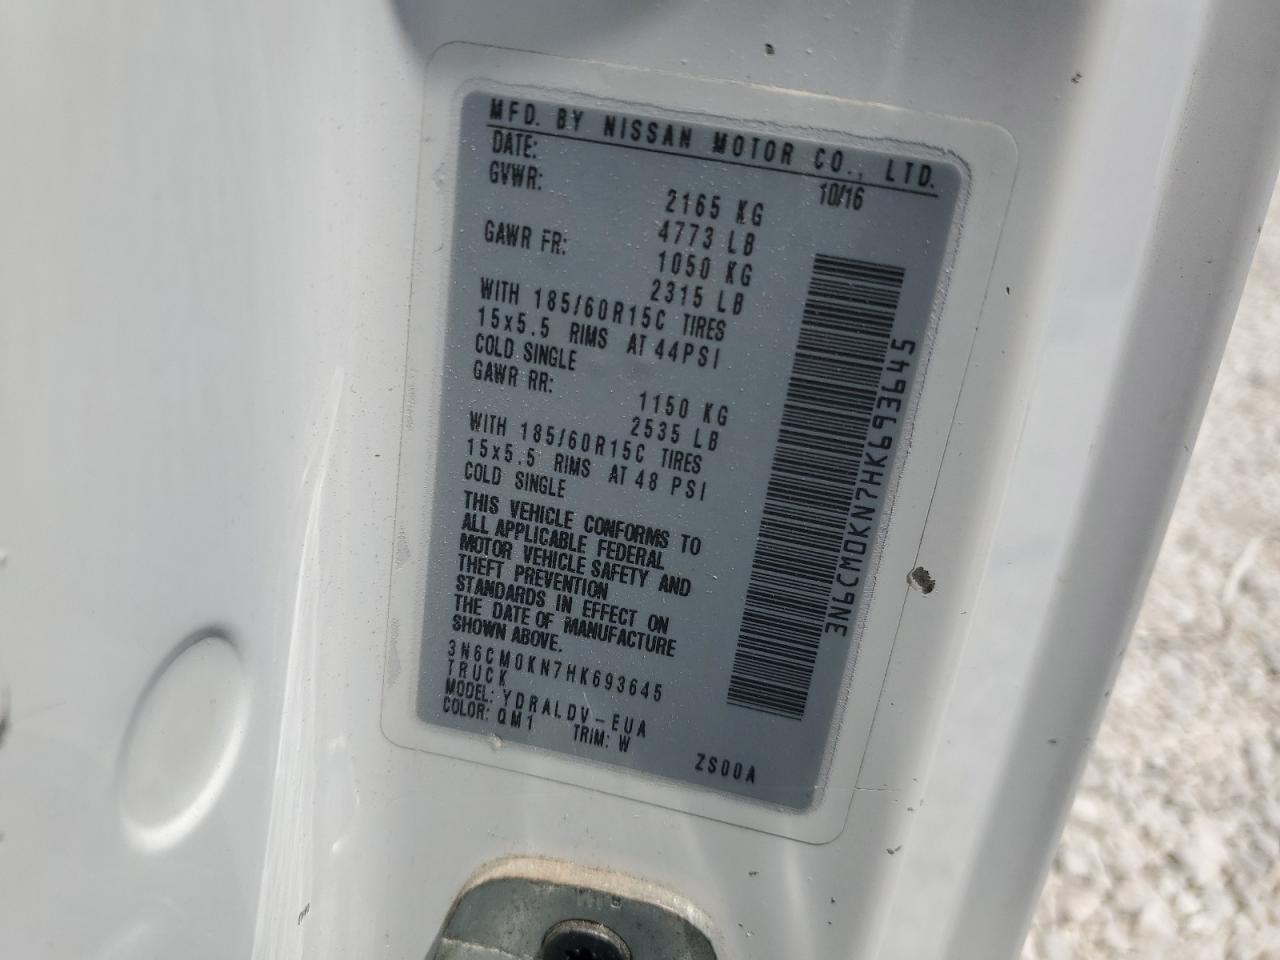 MFD. BY NISSAN MOTOR CO., LTD.
DATE: 10/16
GVWR: 2165 KG
4773 LB
GAWR FR: 1050 KG
2315 LB
WITH 185/60R15C TIRES
15x5.5 RIMS AT 44PSI
COLD SINGLE
GAWR RR: 1150 KG
2535 LB
WITH 185/60R15C TIRES
15x5.5 RIMS AT 48 PSI
COLD SINGLE
THIS VEHICLE CONFORMS TO
ALL APPLICABLE FEDERAL
MOTOR VEHICLE SAFETY AND
THEFT PREVENTION
STANDARDS IN EFFECT ON
THE DATE OF MANUFACTURE
SHOWN ABOVE.
3N6CM0KN7HK693645
TRUCK
MODEL: YDRALDV-EUA
COLOR: QM1 TRIM: W
ZS00A
3N6CM0KN7HK693645